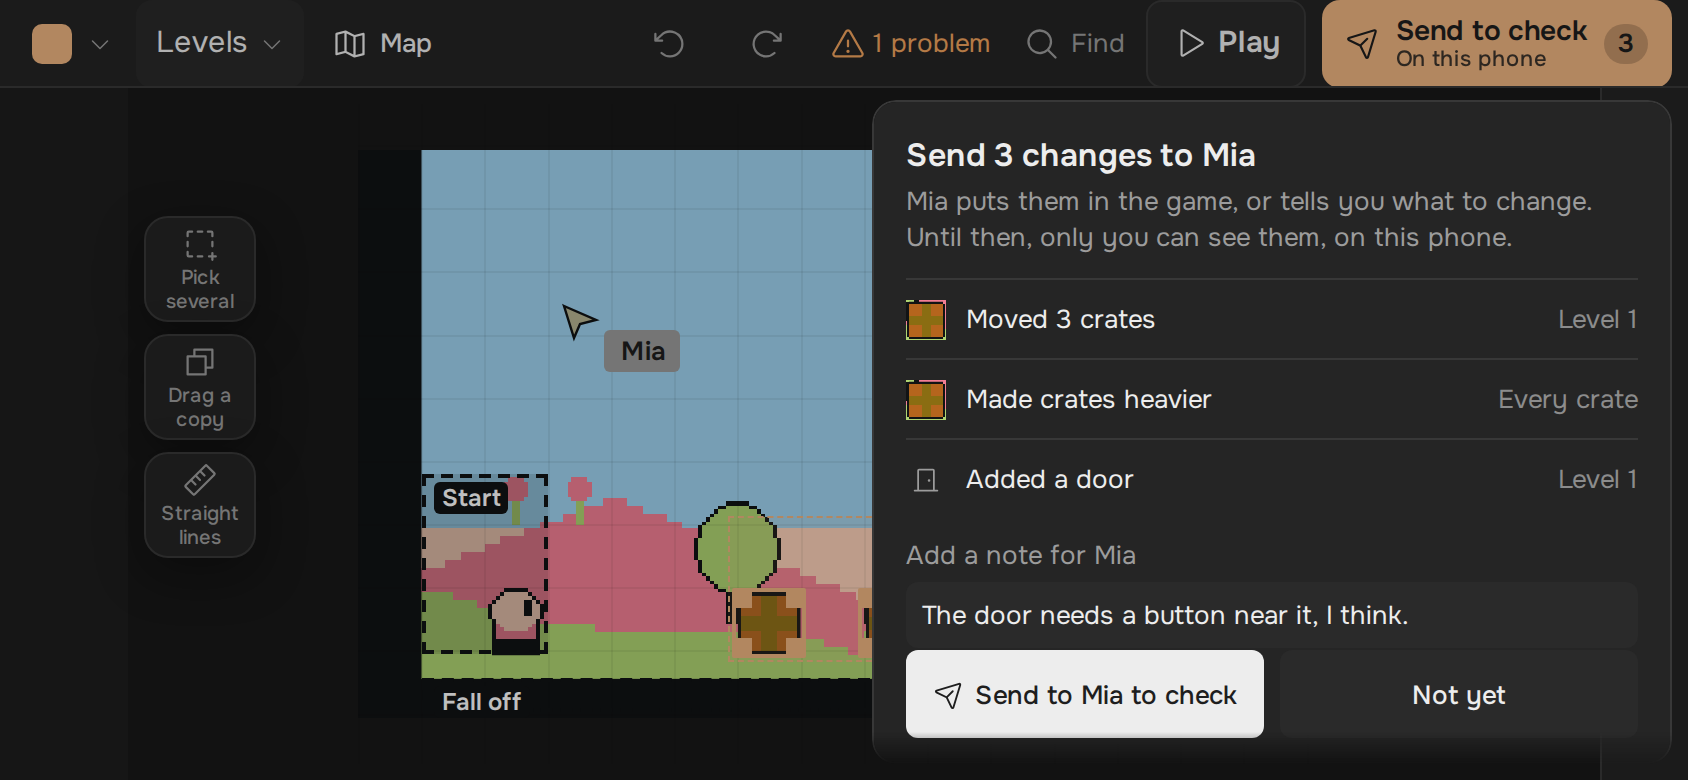 Levels
Map
1 problem
Find
Play
Send to check
On this phone
3
Send 3 changes to Mia
Mia puts them in the game, or tells you what to change.
Until then, only you can see them, on this phone.
Pick
several
Drag a
copy
Straight
lines
Mia
Start
Fall off
Moved 3 crates
Level 1
Made crates heavier
Every crate
Added a door
Level 1
Add a note for Mia
The door needs a button near it, I think.
Send to Mia to check
Not yet